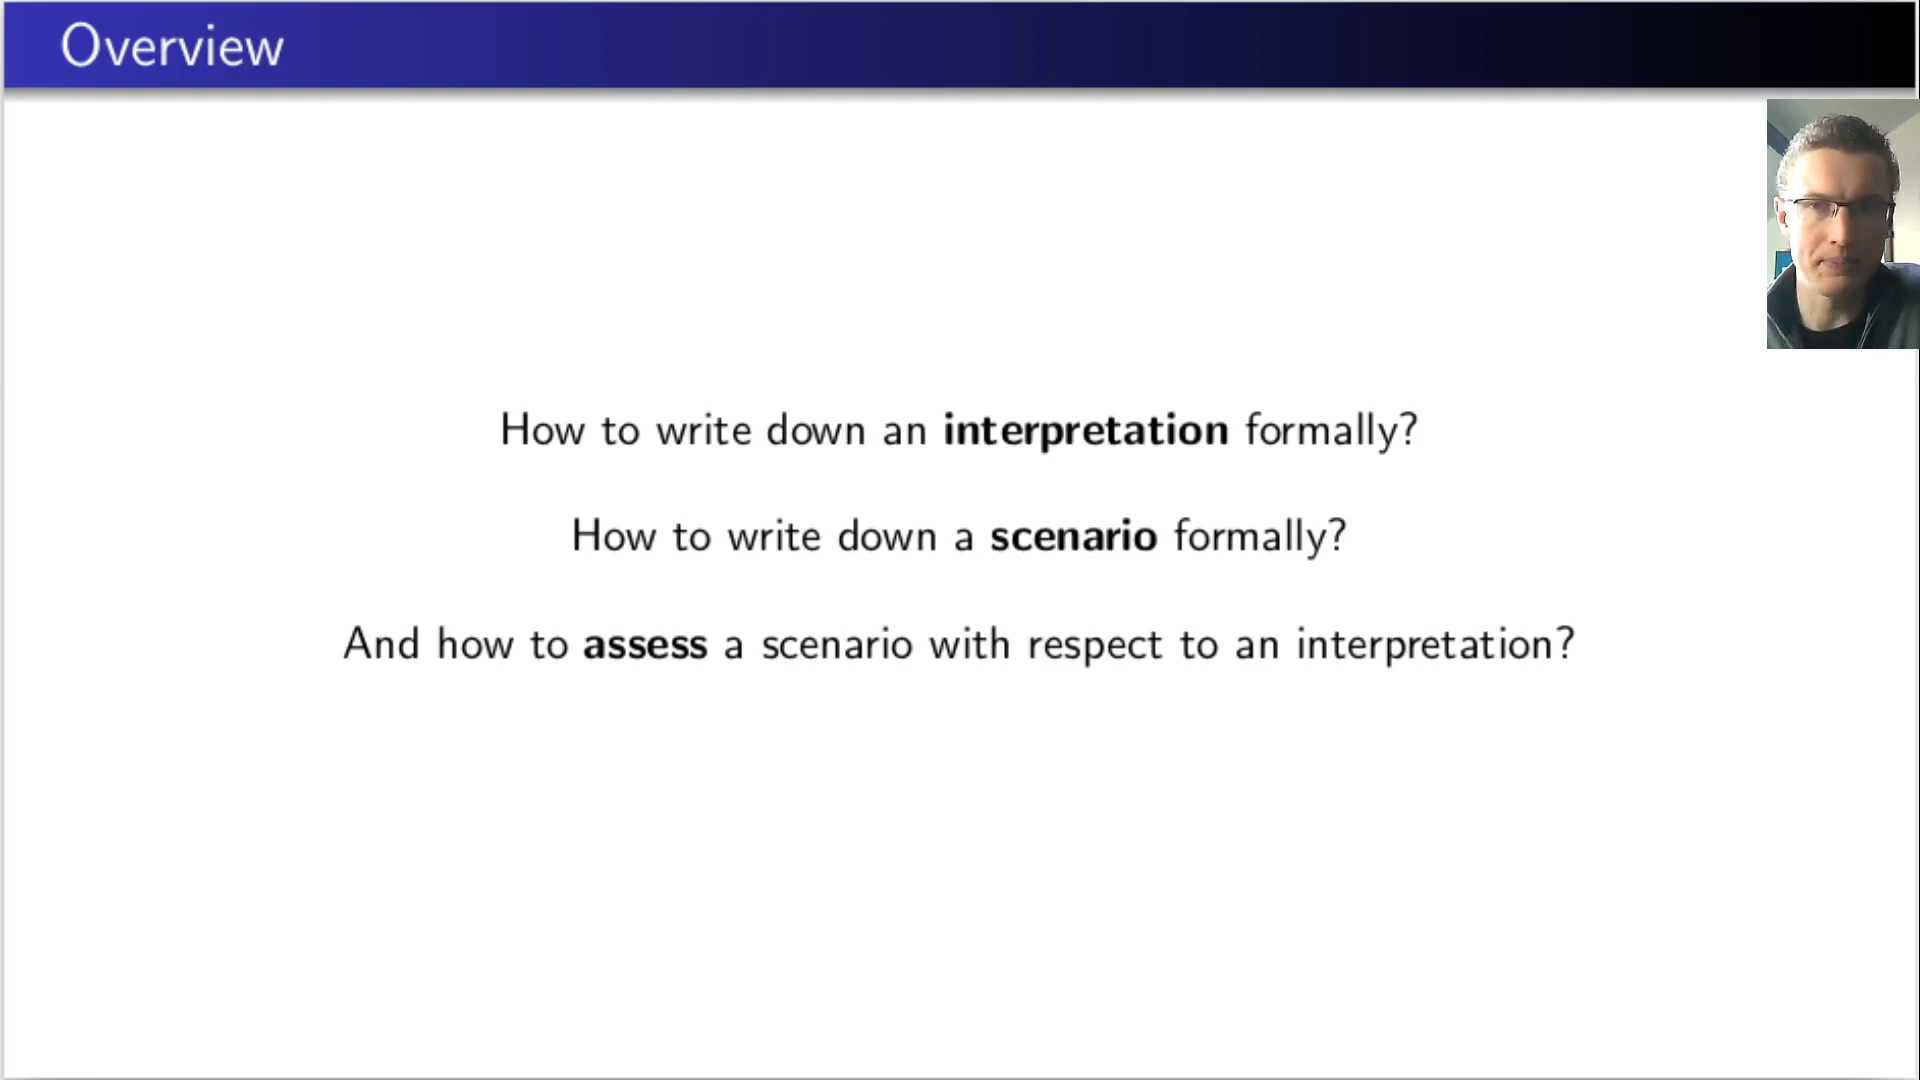 Overview
How to write down an interpretation formally?
How to write down a scenario formally?
And how to assess a scenario with respect to an interpretation?